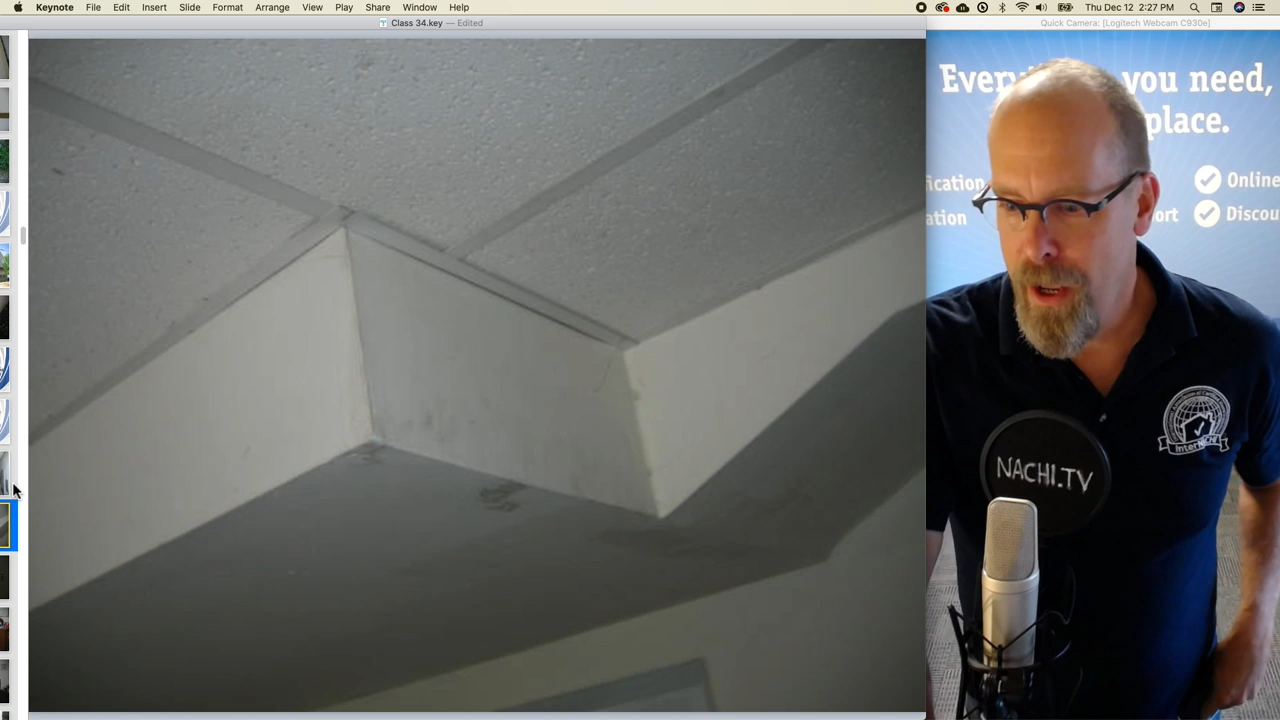 Keynote File Edit Insert Slide Format Arrange View Play Share Window Help
Thu Dec 12 2:27 PM
Class 34.key — Edited
Quick Camera: [Logitech Webcam C930e]
you need,
place.
Online
NACHI.TV
InterNACHI